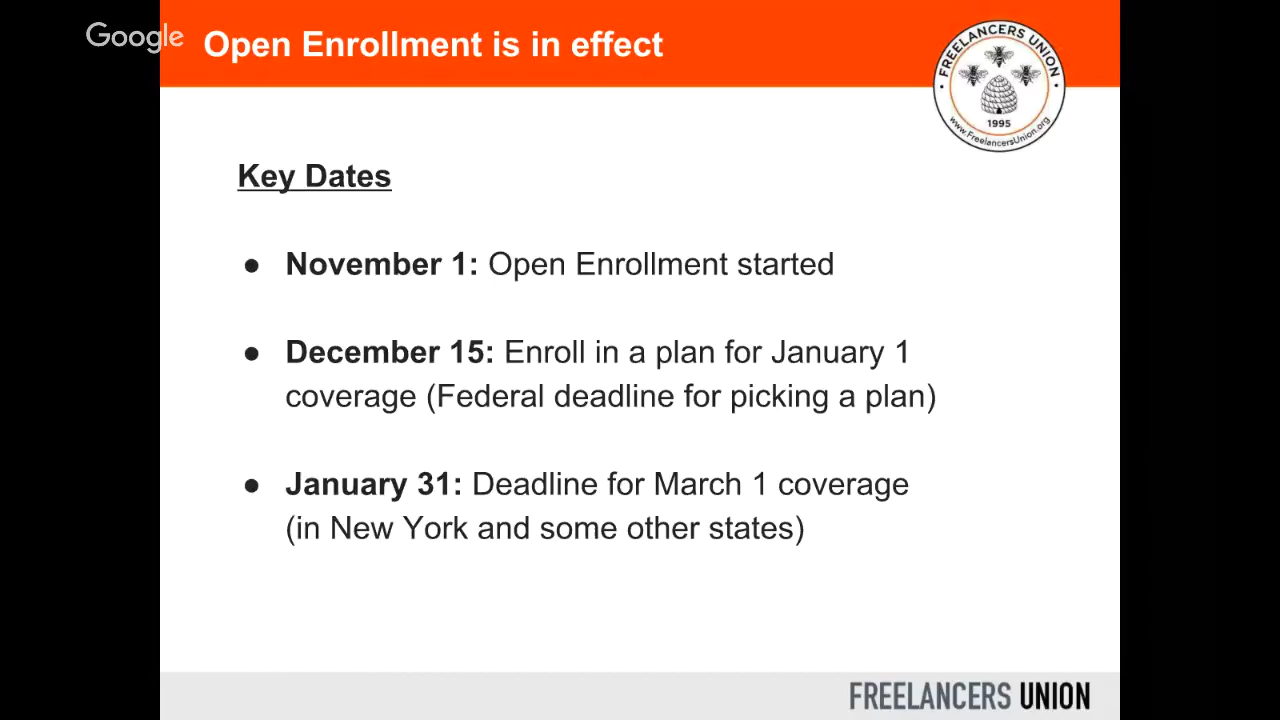 Google
Open Enrollment is in effect
FREELANCERS UNION
1995
www.FreelancersUnion.org
Key Dates
● November 1: Open Enrollment started
● December 15: Enroll in a plan for January 1
coverage (Federal deadline for picking a plan)
● January 31: Deadline for March 1 coverage
(in New York and some other states)
FREELANCERS UNION